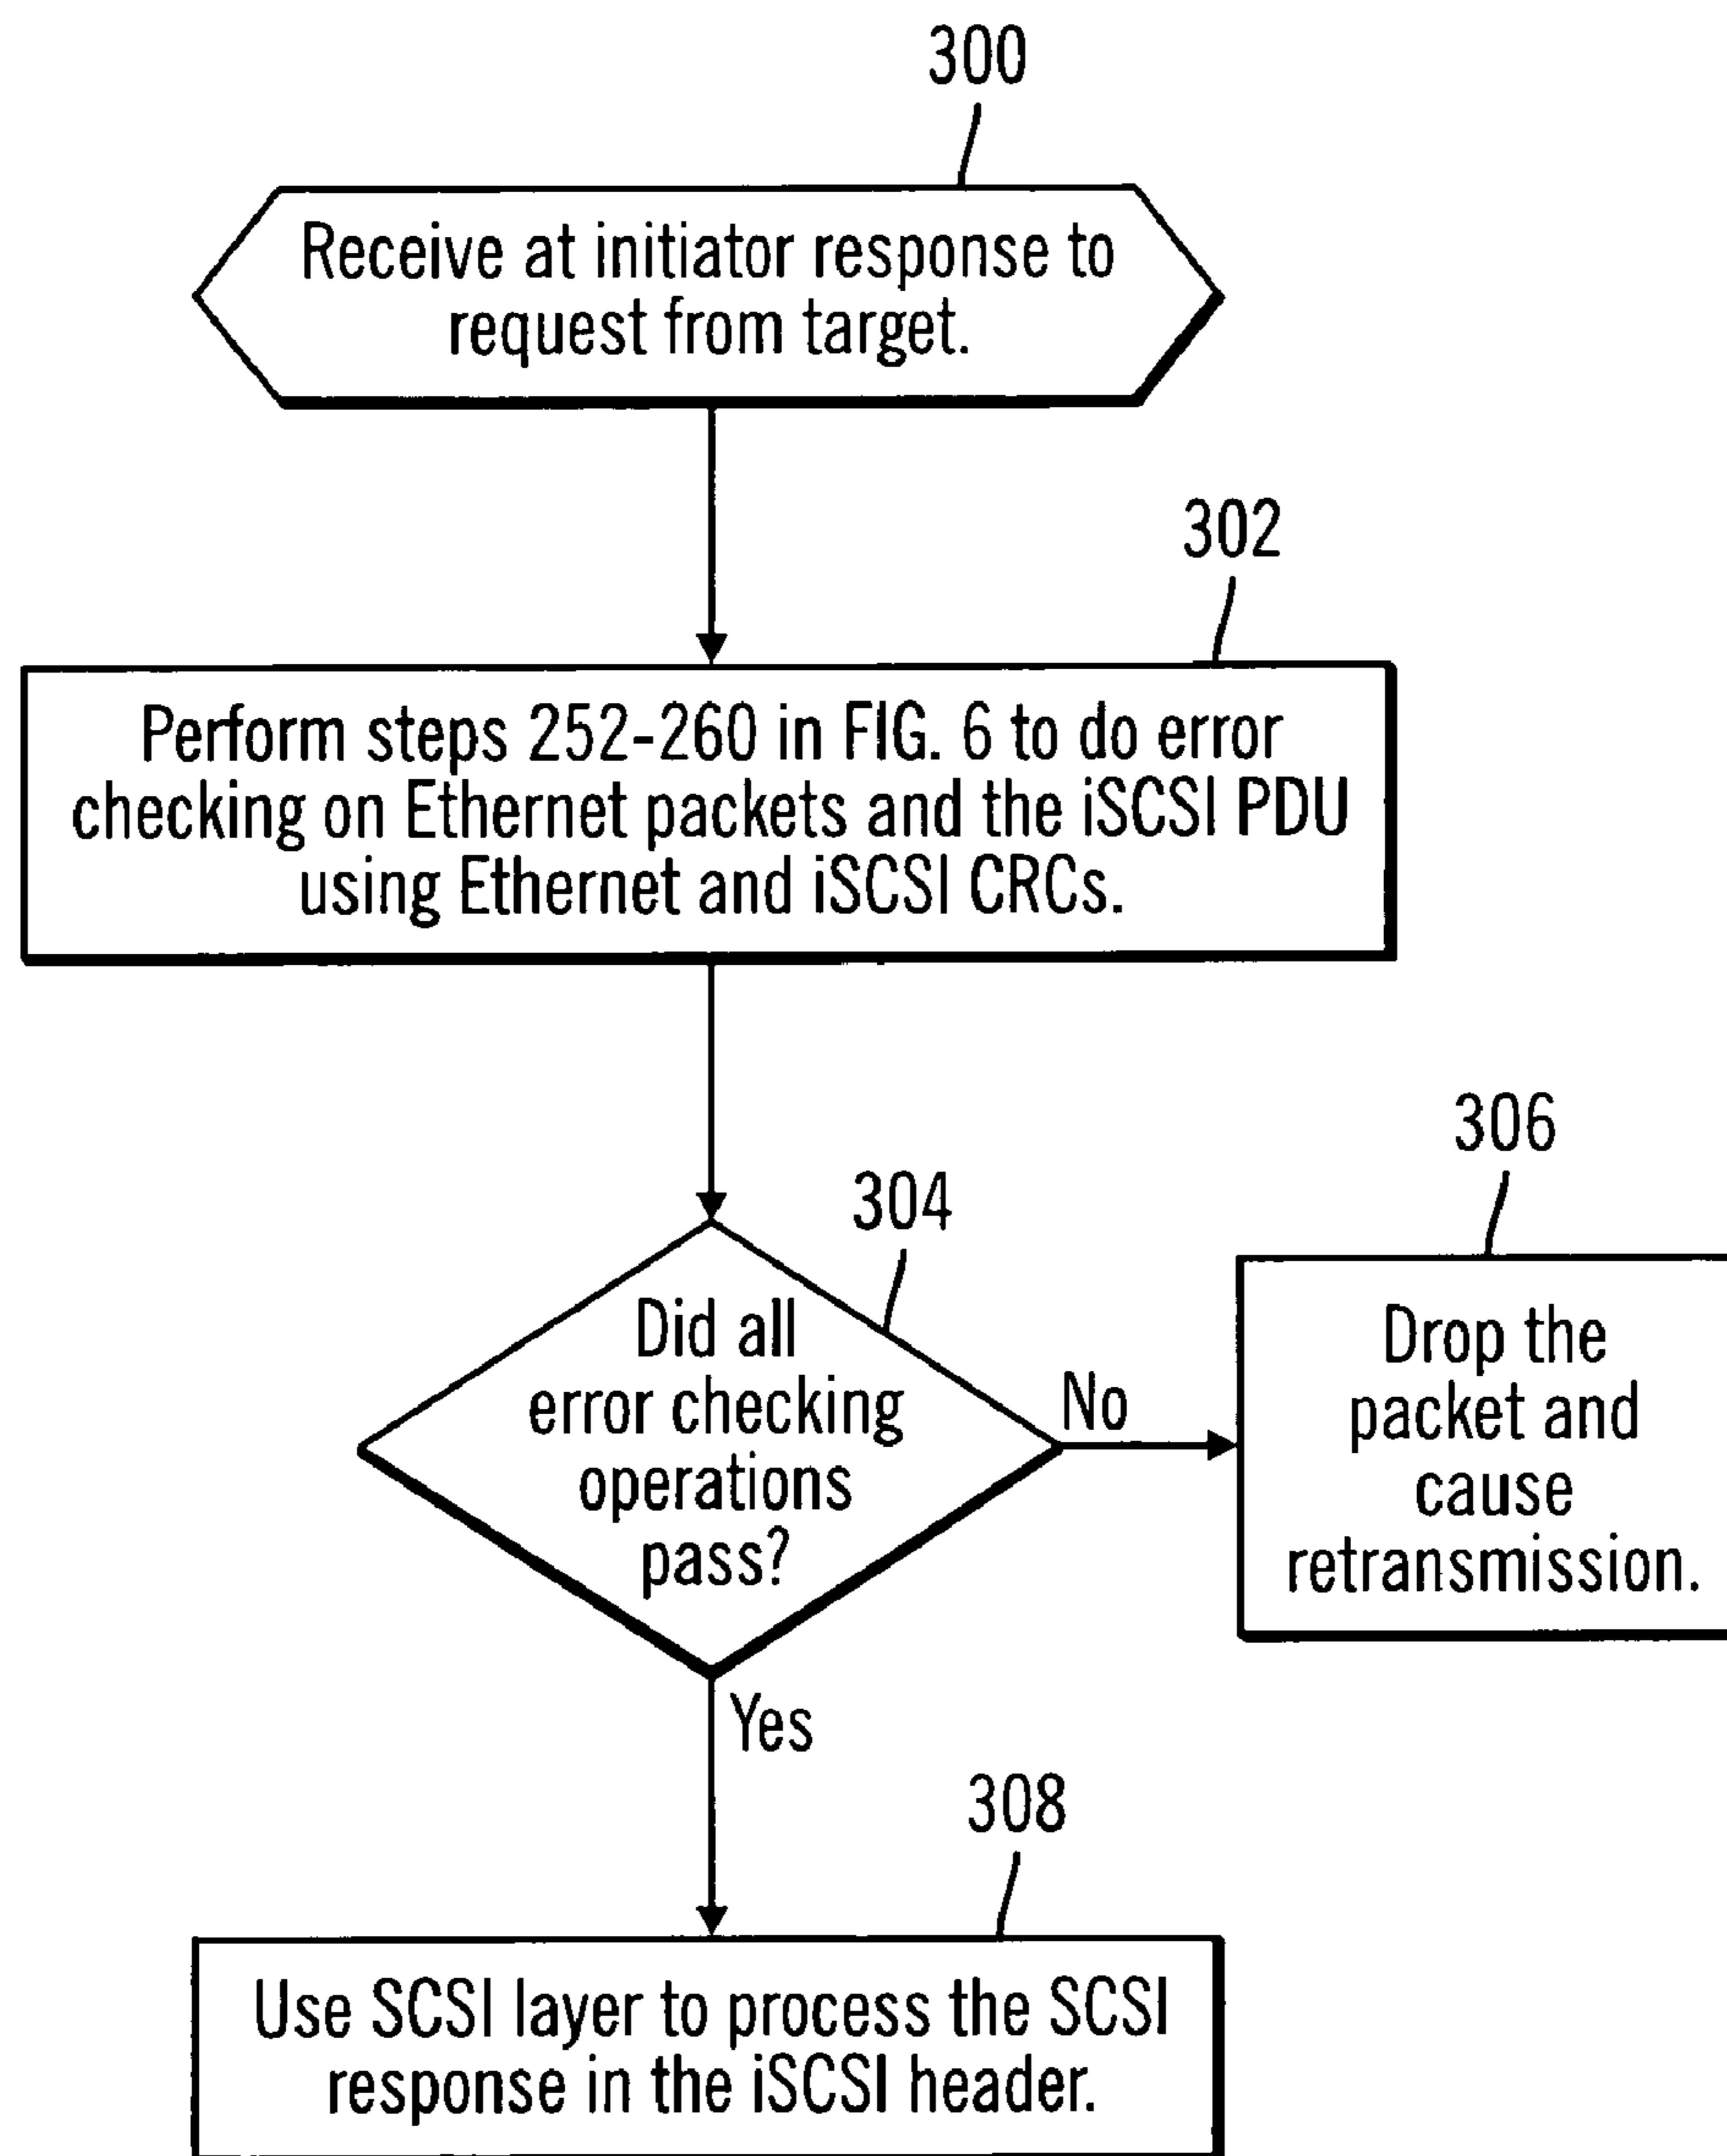 300
Receive at initiator response to
request from target.
302
Perform steps 252-260 in FIG. 6 to do error
checking on Ethernet packets and the iSCSI PDU
using Ethernet and iSCSI CRCs.
304
Did all
error checking
operations
pass?
No
306
Drop the
packet and
cause
retransmission.
Yes
308
Use SCSI layer to process the SCSI
response in the iSCSI header.